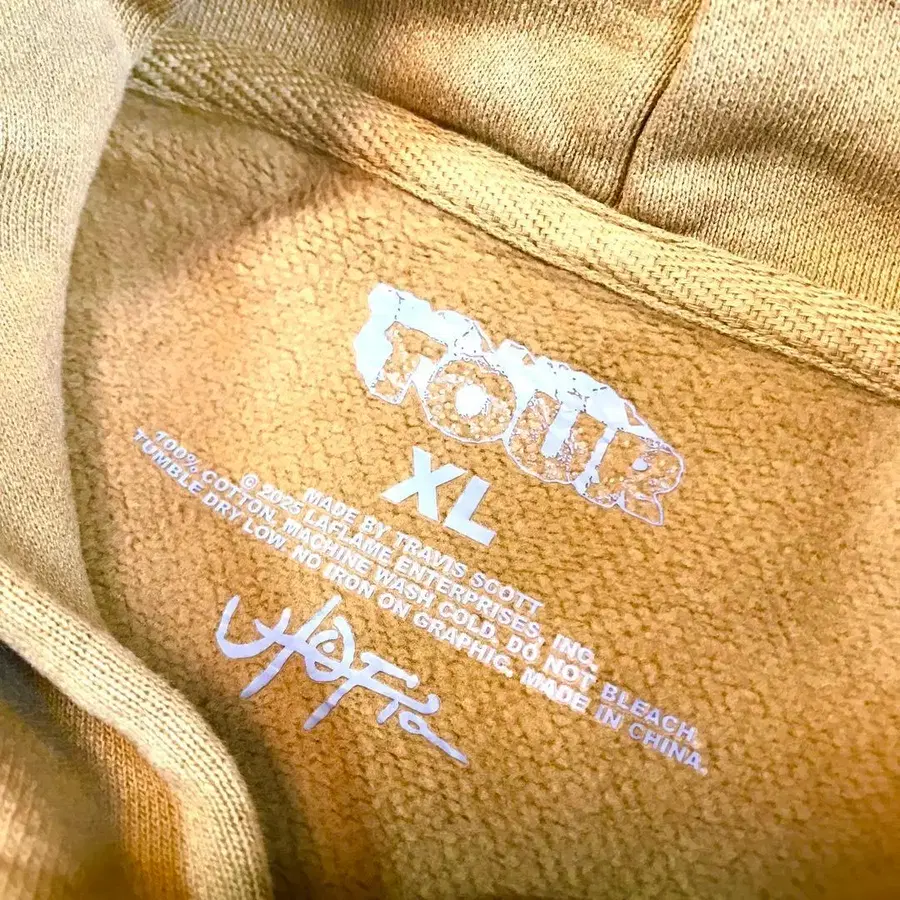 TOUR
XL
MADE BY TRAVIS SCOTT
© 2025 LAFLAME ENTERPRISES, INC.
100% COTTON. MACHINE WASH COLD. DO NOT BLEACH.
TUMBLE DRY LOW. NO IRON ON GRAPHIC. MADE IN CHINA.
UTOPIA